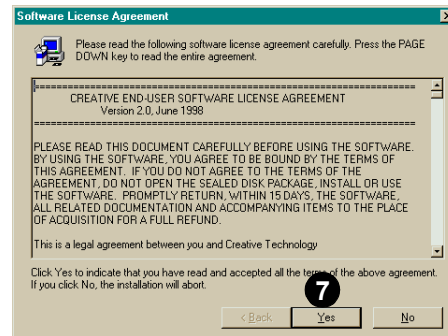 Software License Agreement
Please read the following software license agreement carefully. Press the PAGE
DOWN key to read the entire agreement.
==================================================
CREATIVE END-USER SOFTWARE LICENSE AGREEMENT
Version 2.0, June 1998
==================================================
PLEASE READ THIS DOCUMENT CAREFULLY BEFORE USING THE SOFTWARE.
BY USING THE SOFTWARE, YOU AGREE TO BE BOUND BY THE TERMS OF
THIS AGREEMENT. IF YOU DO NOT AGREE TO THE TERMS OF THE
AGREEMENT, DO NOT OPEN THE SEALED DISK PACKAGE, INSTALL OR USE
THE SOFTWARE. PROMPTLY RETURN, WITHIN 15 DAYS, THE SOFTWARE,
ALL RELATED DOCUMENTATION AND ACCOMPANYING ITEMS TO THE PLACE
OF ACQUISITION FOR A FULL REFUND.
This is a legal agreement between you and Creative Technology
Click Yes to indicate that you have read and accepted all the terms of the above agreement.
If you click No, the installation will abort.
7
< Back
Yes
No